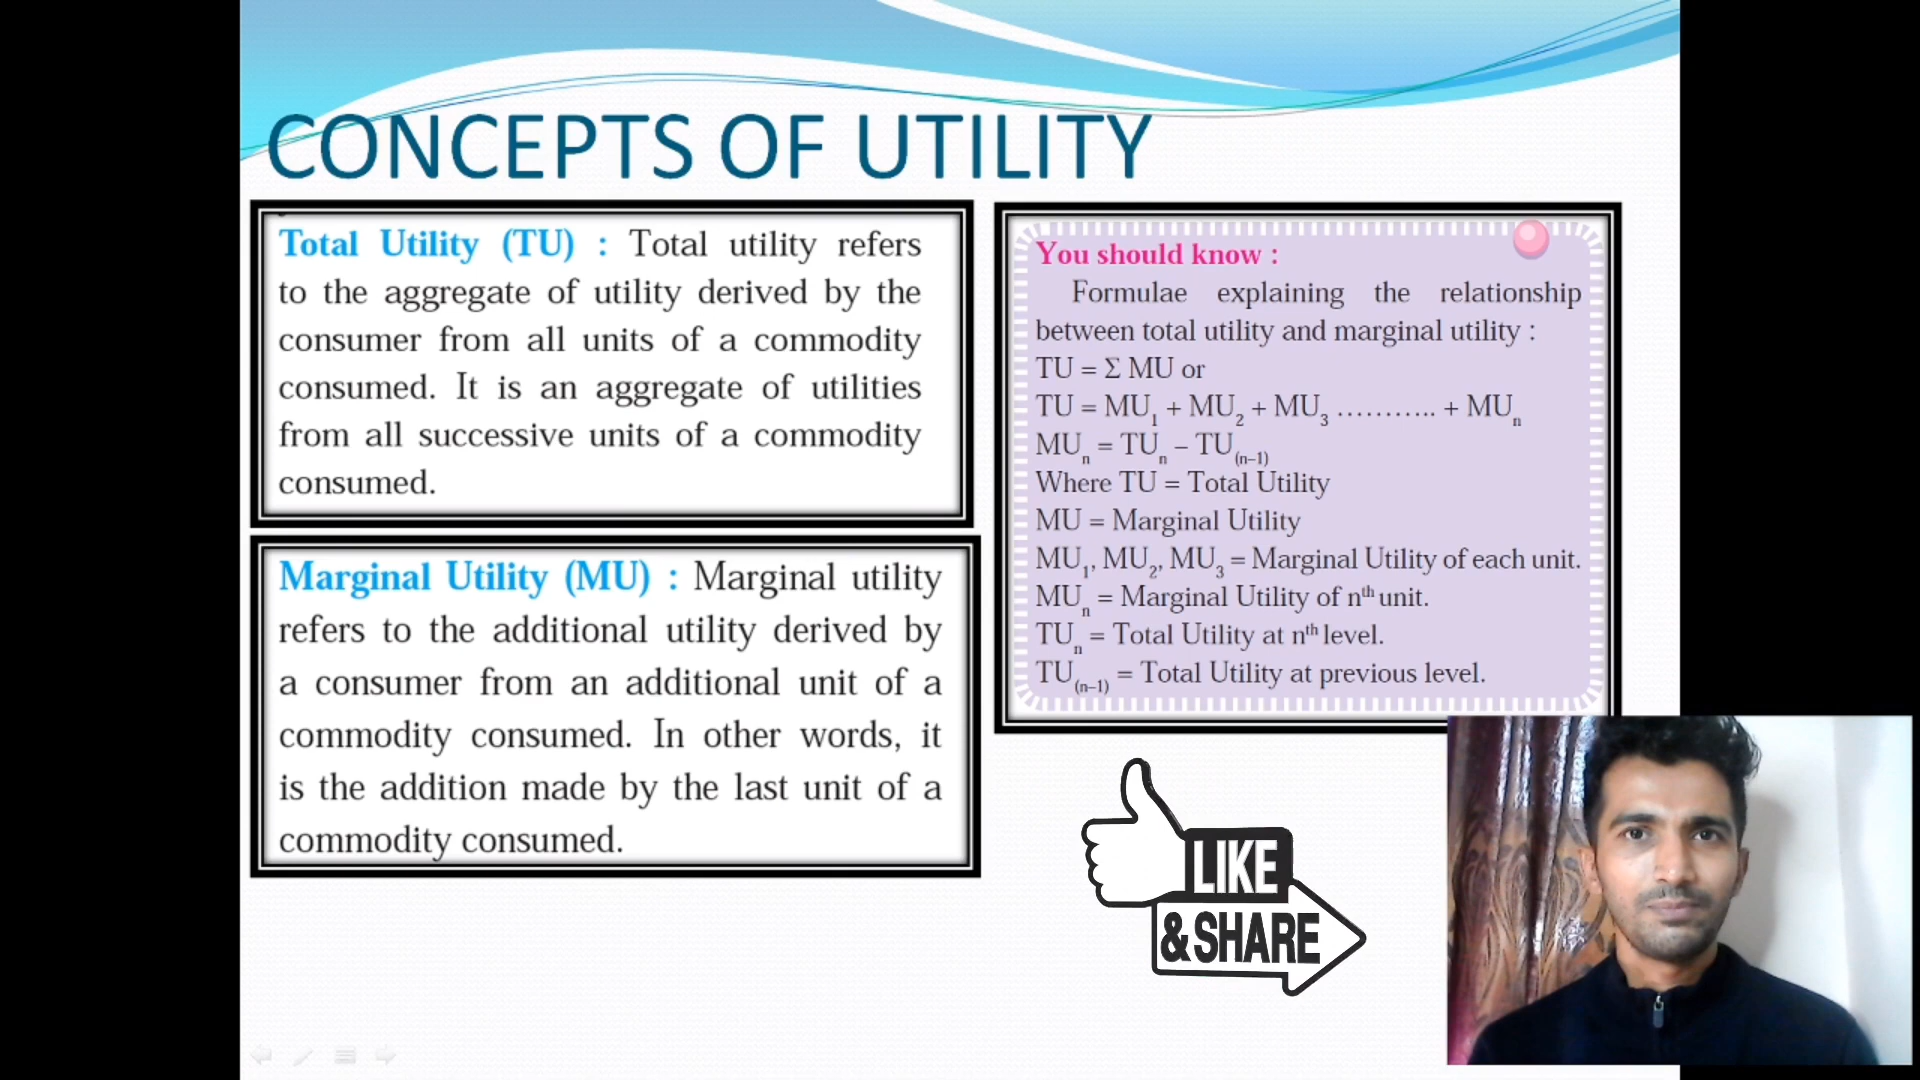 CONCEPTS OF UTILITY
Total Utility (TU) : Total utility refers
to the aggregate of utility derived by the
consumer from all units of a commodity
consumed. It is an aggregate of utilities
from all successive units of a commodity
consumed.
Marginal Utility (MU) : Marginal utility
refers to the additional utility derived by
a consumer from an additional unit of a
commodity consumed. In other words, it
is the addition made by the last unit of a
commodity consumed.
You should know :
Formulae explaining the relationship
between total utility and marginal utility :
TU = Σ MU or
TU = MU₁ + MU₂ + MU₃ ……….. + MUₙ
MUₙ = TUₙ – TU₍ₙ₋₁₎
Where TU = Total Utility
MU = Marginal Utility
MU₁, MU₂, MU₃ = Marginal Utility of each unit.
MUₙ = Marginal Utility of nᵗʰ unit.
TUₙ = Total Utility at nᵗʰ level.
TU₍ₙ₋₁₎ = Total Utility at previous level.
LIKE
& SHARE